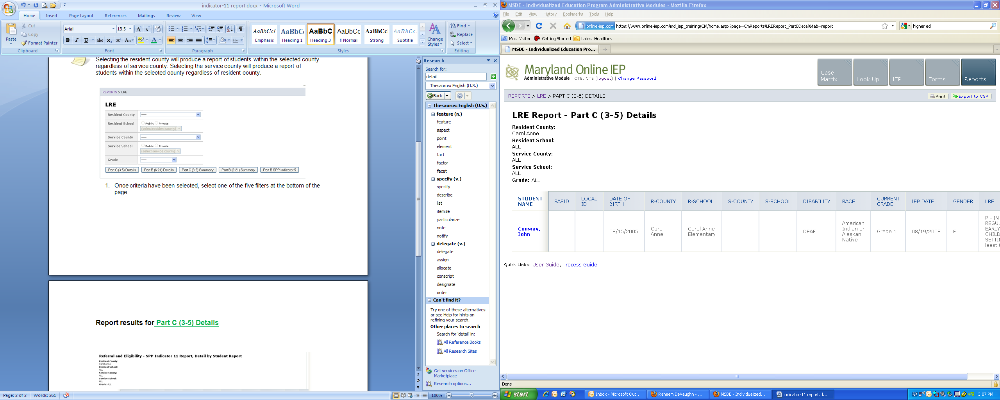 indicator-11 report.docx - Microsoft Word
Home Insert Page Layout References Mailings Review View
Paste
Cut
Copy
Format Painter
Clipboard
Arial 13.5
Font
Paragraph
AaBbCcI AaBbC AaBbC AaBbCc AaBbCcl AaBbCc.
Emphasis Heading 1 Heading 3 ¶ Normal Strong Subtitle
Change
Styles
Styles
Find
Replace
Select
Editing
Selecting the resident county will produce a report of students within the selected county
regardless of service county. Selecting the service county will produce a report of
students within the selected county regardless of resident county.
REPORTS > LRE
LRE
Resident County
Resident School Public Private
(select resident county)
Service County
Service School Public Private
(select service county)
Grade
Part C (3-5) Details Part B (6-21) Details Part C (3-5) Summary Part B (6-21) Summary Part B SPP Indicator 5
1. Once criteria have been selected, select one of the five filters at the bottom of the
page.
Report results for Part C (3-5) Details
Referral and Eligibility - SPP Indicator 11 Report, Detail by Student Report
Resident County:
Carol Anne
Resident School:
ALL
Service County:
ALL
Service School:
ALL
Grade: ALL
Page: 2 of 2 Words: 261
100%
Research
Search for:
detail
Thesaurus: English (U.S.)
Back
Thesaurus: English (U.S.)
feature (n.)
feature
aspect
point
element
fact
factor
facet
specify (v.)
specify
describe
list
itemize
particularize
note
notify
delegate (v.)
delegate
assign
allocate
conscript
designate
order
Can't find it?
Try one of these alternatives
or see Help for hints on
refining your search.
Other places to search
Search for 'detail' in:
All Reference Books
All Research Sites
Get services on Office
Marketplace
Research options...
MSDE - Individualized Education Program Administrative Modules - Mozilla Firefox
File Edit View History Bookmarks Tools Help
online-iep.com https://www.online-iep.com/md_iep_training/CM/home.aspx?page=CmReports/LREReport_PartBDetail&tab=report
higher ed
Most Visited Getting Started Latest Headlines
MSDE - Individualized Education Pro...
Maryland Online IEP
Administrative Module CTE, CTE (logout) | Change Password
Case
Matrix
Look Up
IEP
Forms
Reports
REPORTS > LRE > PART C (3-5) DETAILS
Print Export to CSV
LRE Report - Part C (3-5) Details
Resident County:
Carol Anne
Resident School:
ALL
Service County:
ALL
Service School:
ALL
Grade: ALL
STUDENT NAME SASID LOCAL ID DATE OF BIRTH R-COUNTY R-SCHOOL S-COUNTY S-SCHOOL DISABILITY RACE CURRENT GRADE IEP DATE GENDER LRE
Conway, John 08/15/2005 Carol Anne Carol Anne Elementary DEAF American Indian or Alaskan Native Grade 1 08/19/2008 F P - IN REGUL EARLY CHILD SETTIN least
Quick Links: User Guide, Process Guide
Done
start
Inbox - Microsoft Out...
Raheem DeVaughn - ...
MSDE - Individualized...
indicator-11 report.d...
3:07 PM